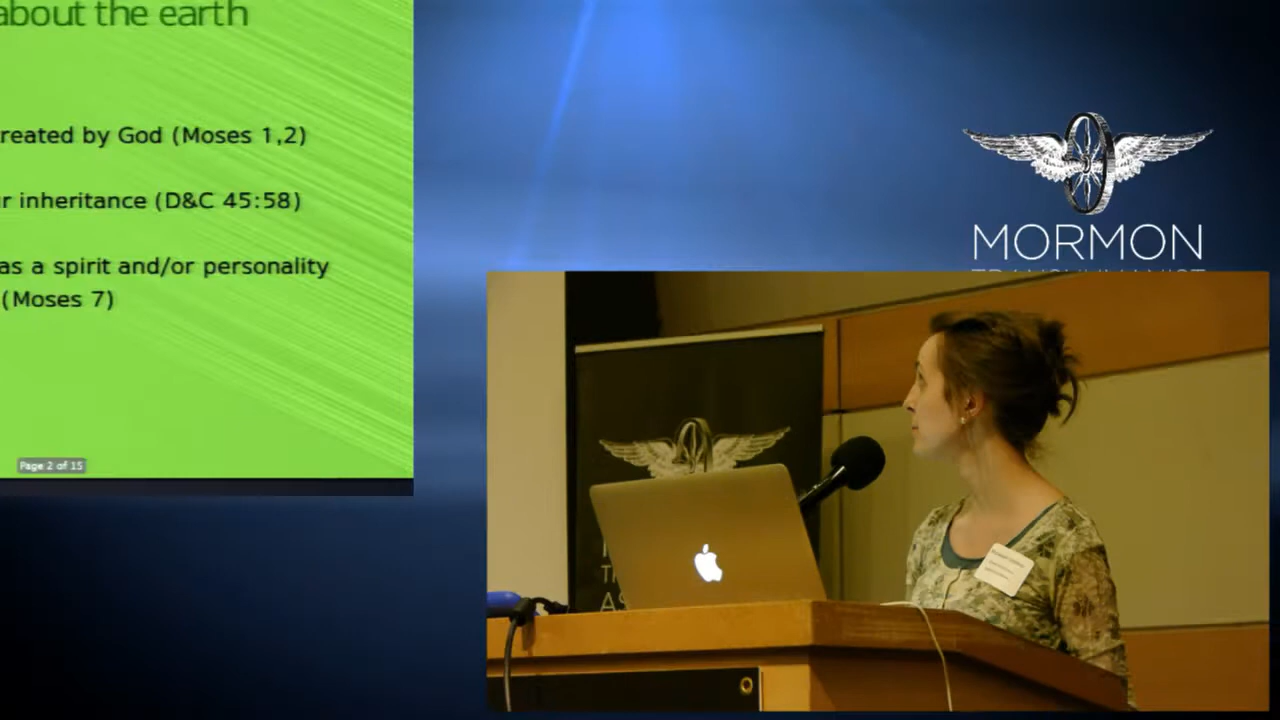 about the earth
reated by God (Moses 1,2)
r inheritance (D&C 45:58)
as a spirit and/or personality
(Moses 7)
Page 2 of 15
MORMON